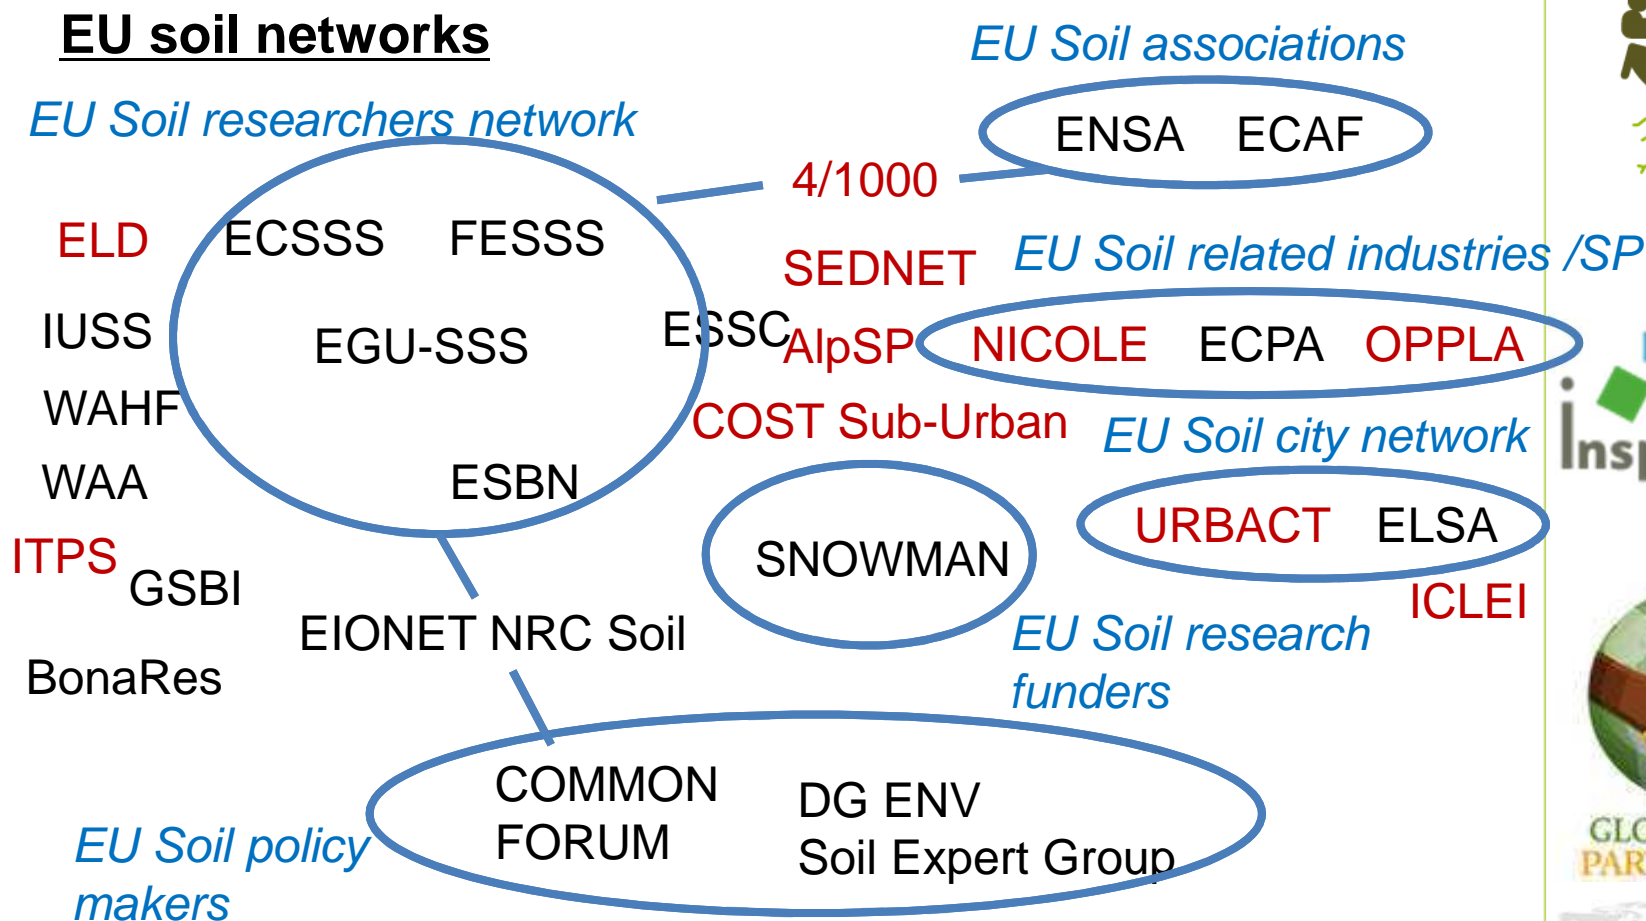 EU soil networks
EU Soil associations
EU Soil researchers network
ENSA ECAF
4/1000
ELD ECSSS FESSS
SEDNET
EU Soil related industries /SP
IUSS
EGU-SSS
ESSC
AlpSP
NICOLE ECPA OPPLA
WAHF
COST Sub-Urban
EU Soil city network
WAA
ESBN
URBACT ELSA
ITPS
SNOWMAN
GSBI
ICLEI
EIONET NRC Soil
EU Soil research
funders
BonaRes
COMMON
FORUM
DG ENV
Soil Expert Group
EU Soil policy
makers